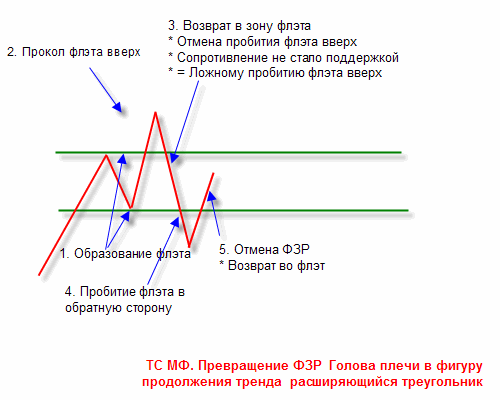 3. Возврат в зону флэта
* Отмена пробития флэта вверх
* Сопротивление не стало поддержкой
* = Ложному пробитию флэта вверх
2. Прокол флэта вверх
1. Образование флэта
5. Отмена ФЗР
* Возврат во флэт
4. Пробитие флэта в
обратную сторону
ТС МФ. Превращение ФЗР Голова плечи в фигуру
продолжения тренда расширяющийся треугольник